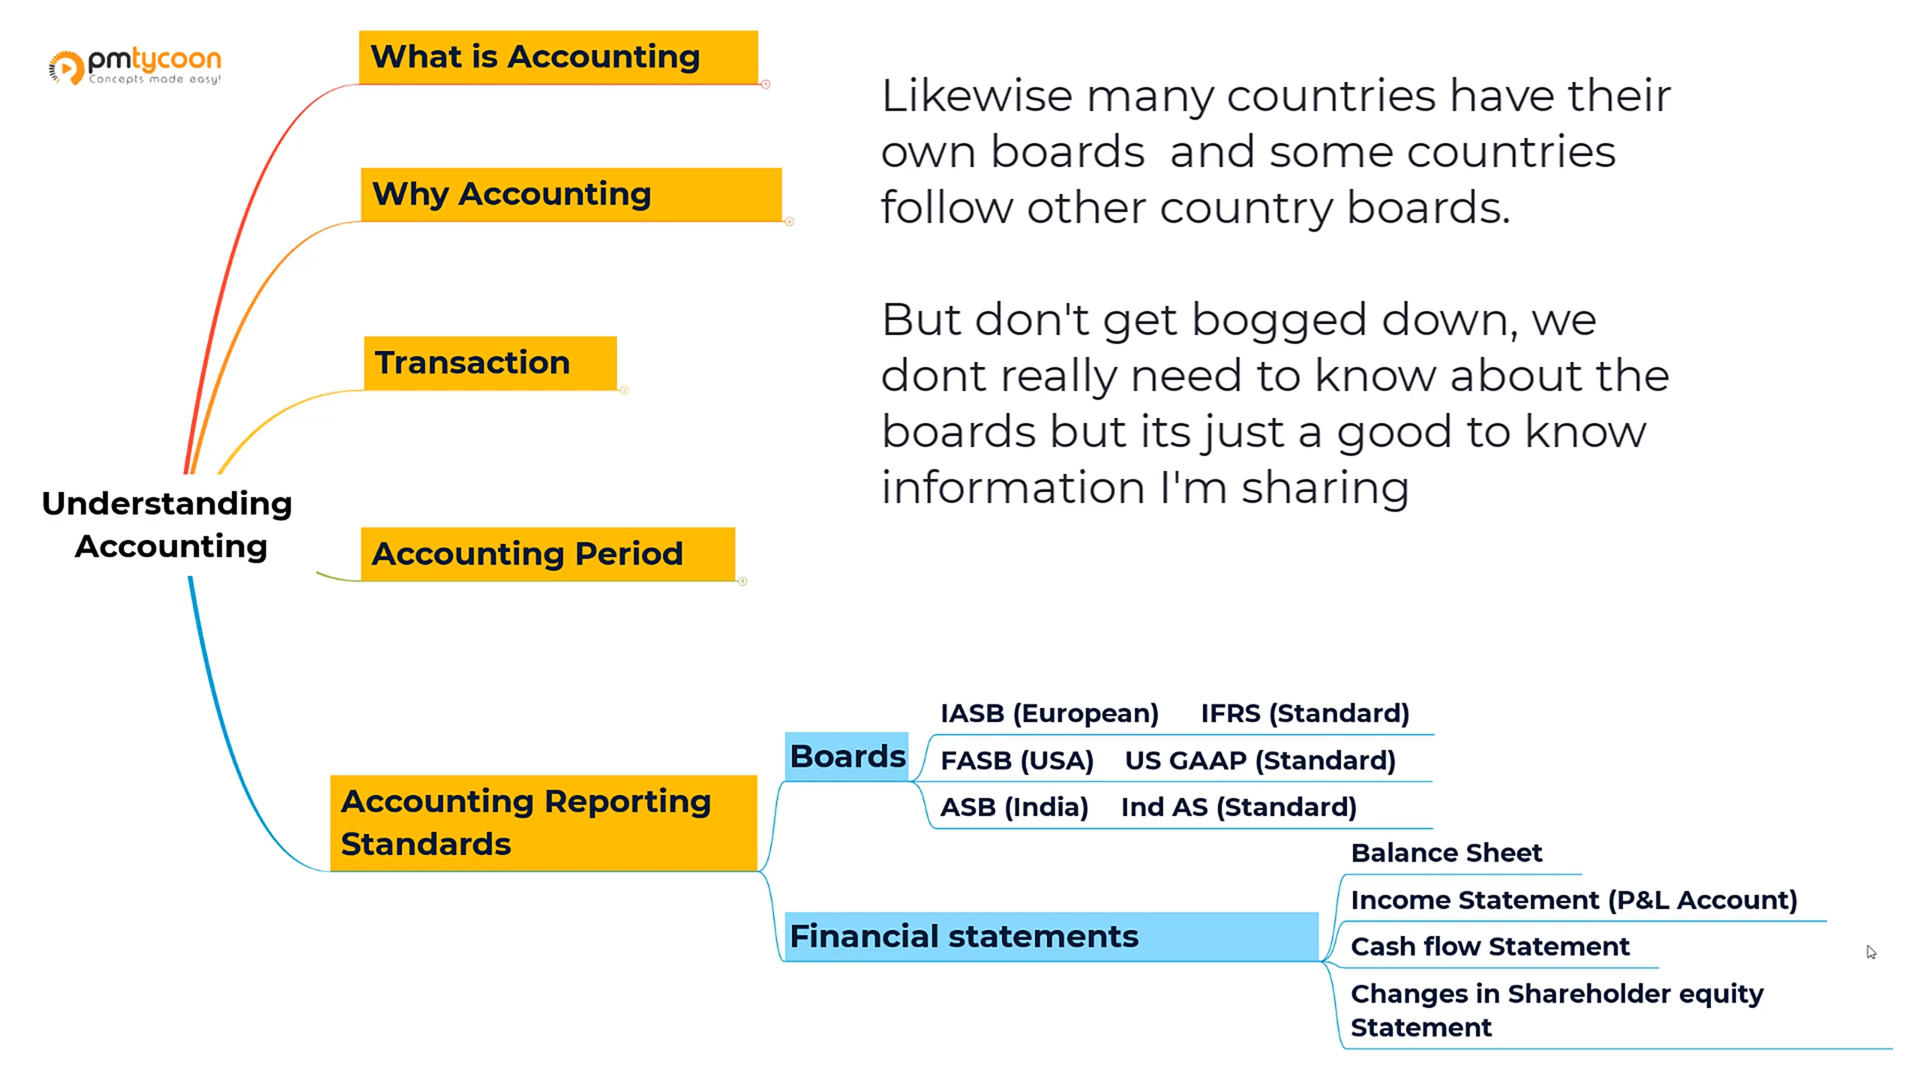 pmtycoon
Concepts made easy!
What is Accounting
Why Accounting
Transaction
Understanding
Accounting
Accounting Period
Accounting Reporting
Standards
Likewise many countries have their
own boards  and some countries
follow other country boards.
But don't get bogged down, we
dont really need to know about the
boards but its just a good to know
information I'm sharing
Boards
IASB (European)     IFRS (Standard)
FASB (USA)    US GAAP (Standard)
ASB (India)    Ind AS (Standard)
Financial statements
Balance Sheet
Income Statement (P&L Account)
Cash flow Statement
Changes in Shareholder equity
Statement